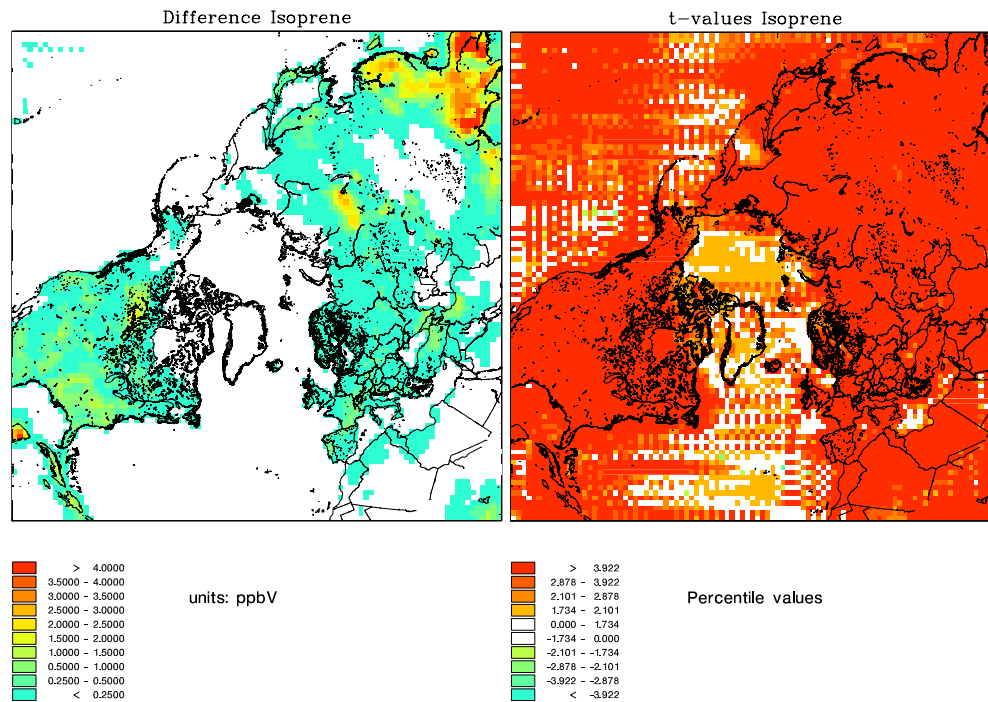 Difference Isoprene
t-values Isoprene
> 4.0000
3.5000 - 4.0000
3.0000 - 3.5000
2.5000 - 3.0000
2.0000 - 2.5000
1.5000 - 2.0000
1.0000 - 1.5000
0.5000 - 1.0000
0.2500 - 0.5000
< 0.2500
units: ppbV
> 3.922
2.878 - 3.922
2.101 - 2.878
1.734 - 2.101
0.000 - 1.734
-1.734 - 0.000
-2.101 - -1.734
-2.878 - -2.101
-3.922 - -2.878
< -3.922
Percentile values